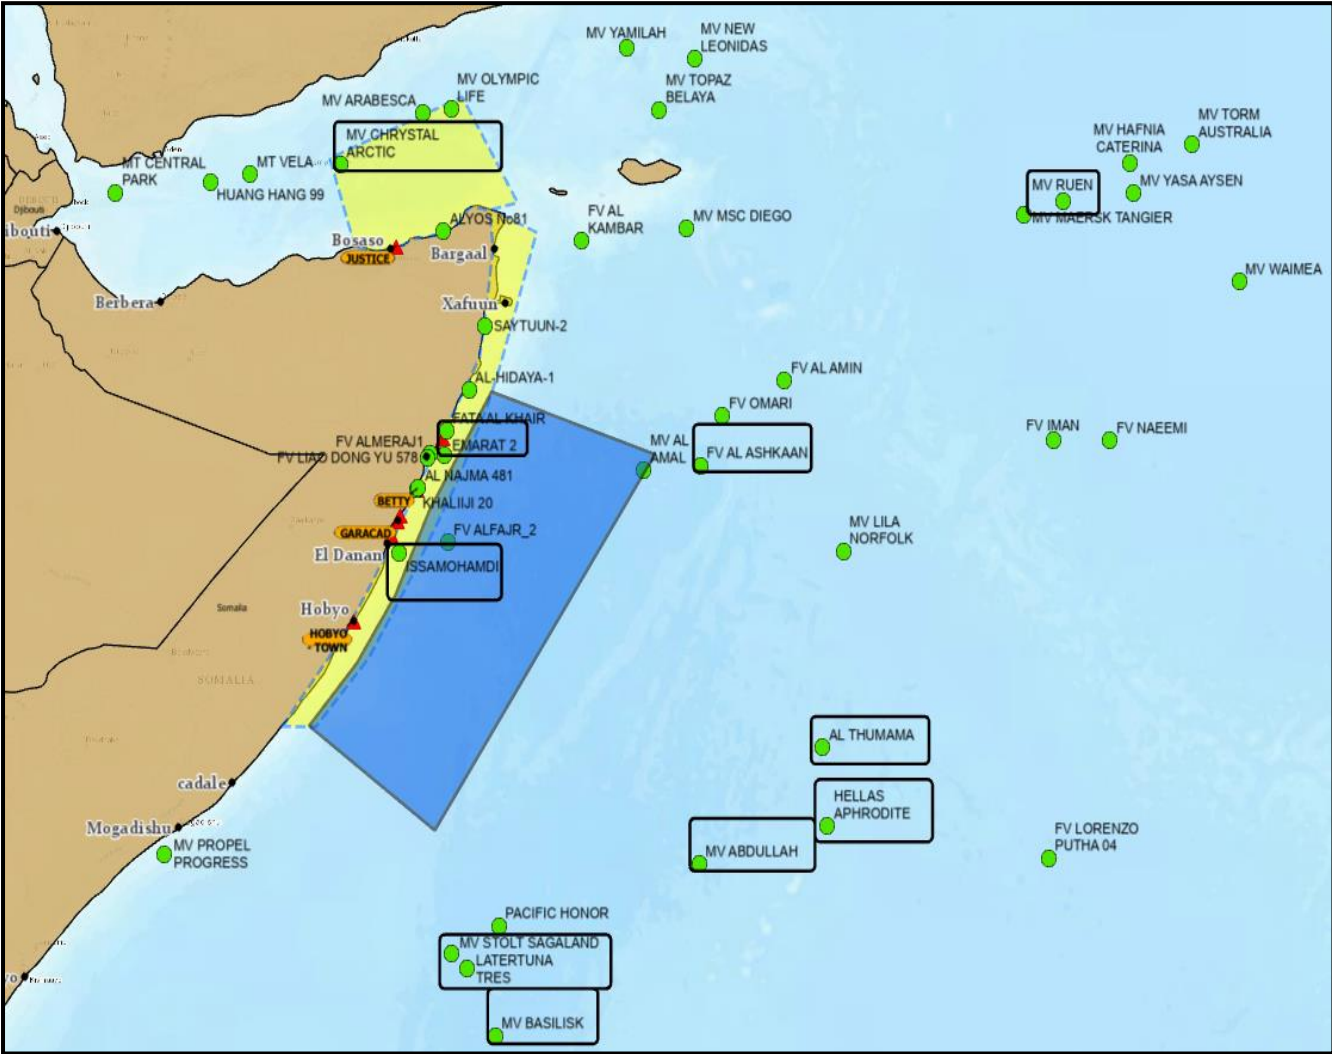 MV YAMILAH
MV NEW
LEONIDAS
MV OLYMPIC
LIFE
MV TOPAZ
BELAYA
MV ARABESCA
MV TORM
AUSTRALIA
MV CHRYSTAL
ARCTIC
MV HAFNIA
CATERINA
MT CENTRAL
PARK
MT VELA
HUANG HANG 99
MV RUEN
MV YASA AYSEN
MV MAERSK TANGIER
FV AL
KAMBAR
MV MSC DIEGO
ALYOS No81
Djibouti
ibouti
Bosaso
JUSTICE
Bargaal
MV WAIMEA
Berbera
Xafuun
SAYTUUN-2
FV AL AMIN
AL-HIDAYA-1
FV OMARI
FATA AL KHAIR
FV ALMERAJ1
EMARAT 2
FV IMAN
FV NAEEMI
MV AL
AMAL
FV AL ASHKAAN
FV LIAO DONG YU 578
AL NAJMA 481
BETTY
KHALIIJI 20
GARACAD
FV ALFAJR_2
MV LILA
NORFOLK
El Danan
ISSAMOHAMDI
Somalia
Hobyo
HOBYO
TOWN
SOMALIA
AL THUMAMA
cadale
HELLAS
APHRODITE
Mogadishu
MV PROPEL
PROGRESS
MV ABDULLAH
FV LORENZO
PUTHA 04
PACIFIC HONOR
MV STOLT SAGALAND
LATERTUNA
TRES
MV BASILISK